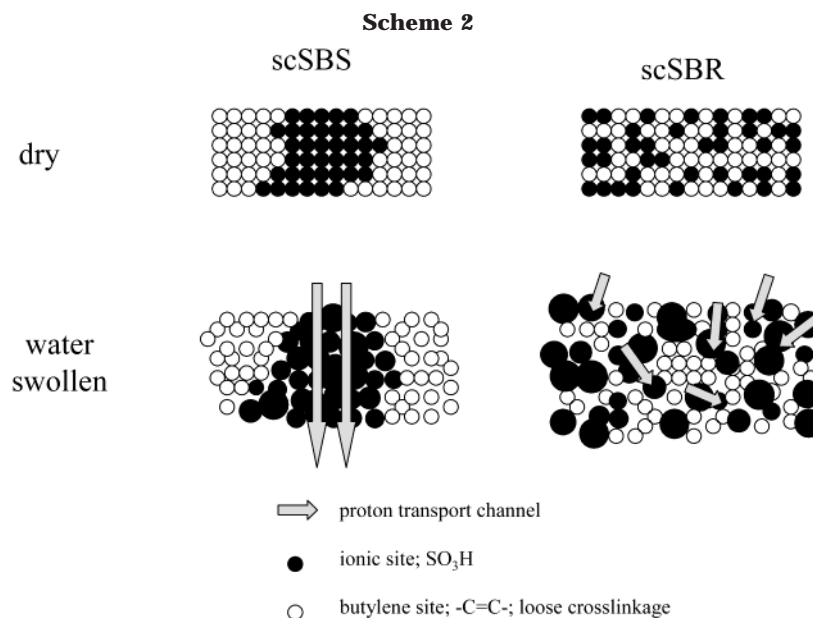 Scheme 2
scSBS
scSBR
dry
water
swollen
proton transport channel
ionic site; SO₃H
butylene site; -C=C-; loose crosslinkage